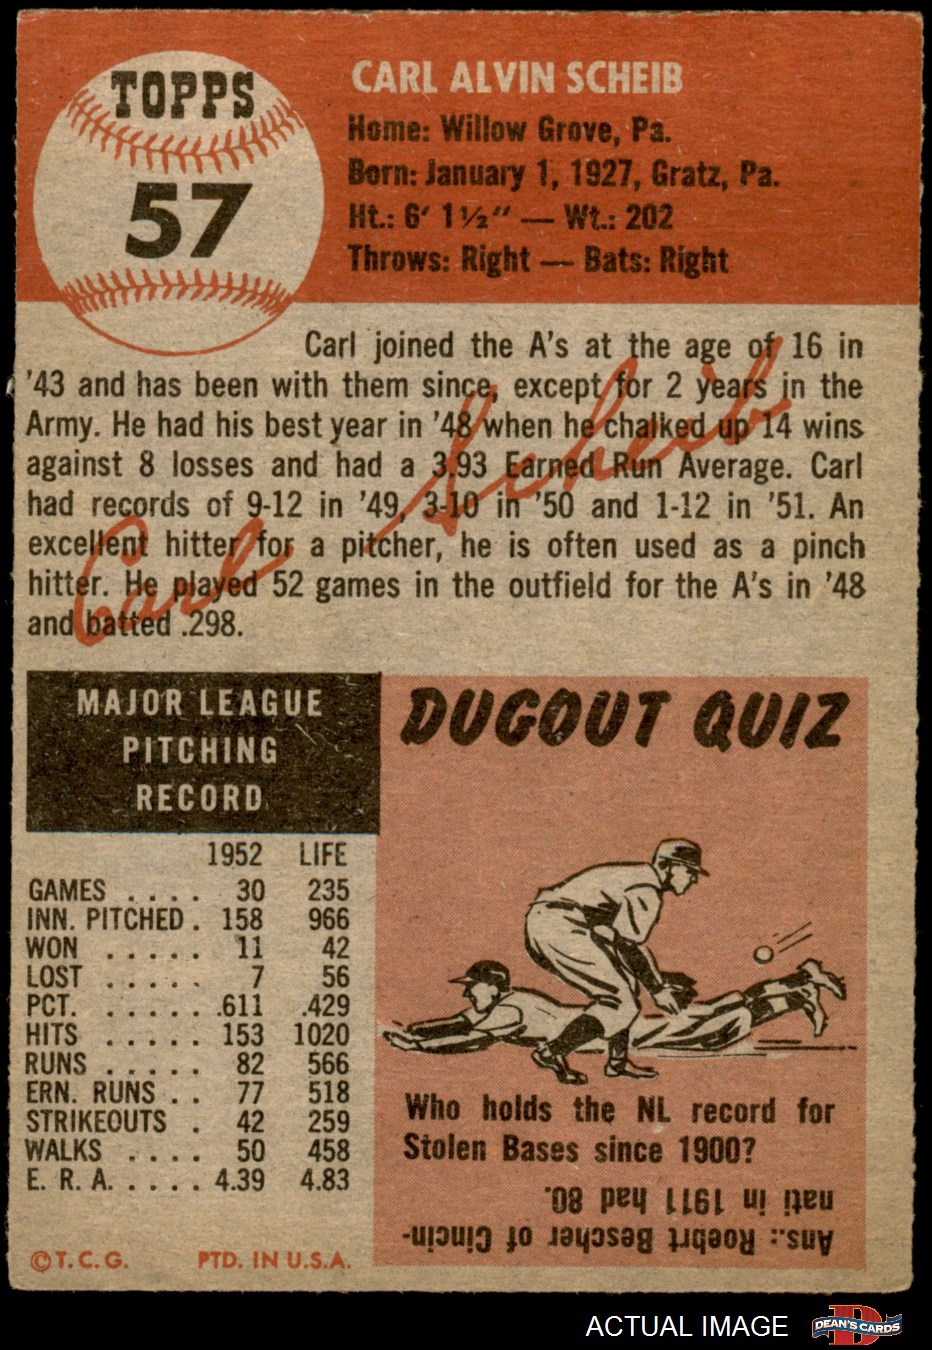 TOPPS
57
CARL ALVIN SCHEIB
Home: Willow Grove, Pa.
Born: January 1, 1927, Gratz, Pa.
Ht.: 6' 1½" — Wt.: 202
Throws: Right — Bats: Right
Carl joined the A's at the age of 16 in
'43 and has been with them since, except for 2 years in the
Army. He had his best year in '48 when he chalked up 14 wins
against 8 losses and had a 3.93 Earned Run Average. Carl
had records of 9-12 in '49, 3-10 in '50 and 1-12 in '51. An
excellent hitter for a pitcher, he is often used as a pinch
hitter. He played 52 games in the outfield for the A's in '48
and batted .298.
Carl Scheib
MAJOR LEAGUE
PITCHING
RECORD
1952 LIFE
GAMES . . . . 30 235
INN. PITCHED . 158 966
WON . . . . . 11 42
LOST . . . . . 7 56
PCT. . . . . . .611 .429
HITS . . . . . 153 1020
RUNS . . . . . 82 566
ERN. RUNS . . 77 518
STRIKEOUTS . 42 259
WALKS . . . . 50 458
E. R. A. . . . . 4.39 4.83
©T.C.G. PTD. IN U.S.A.
DUGOUT QUIZ
Who holds the NL record for
Stolen Bases since 1900?
Ans.: Roebrt Bescher of Cincin-
nati in 1911 had 80.
ACTUAL IMAGE
D
DEAN'S CARDS